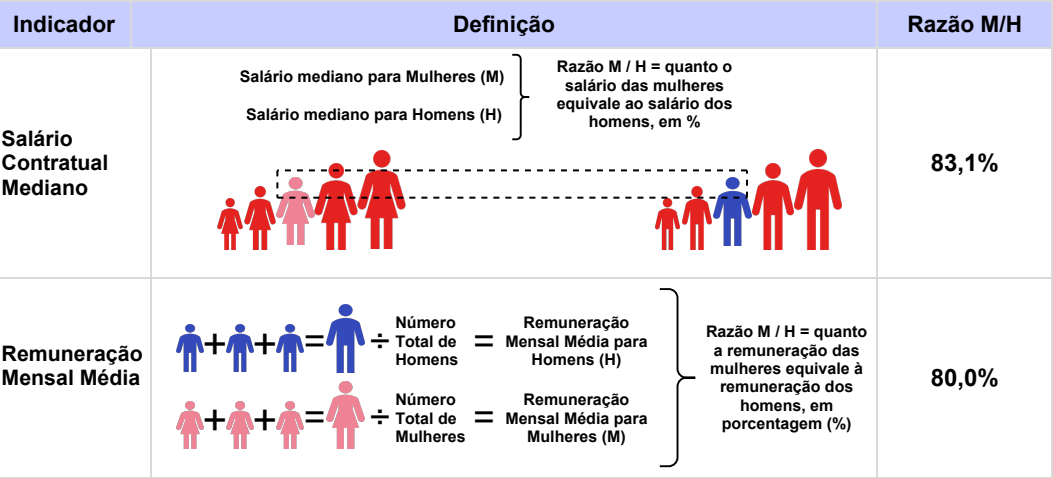 Indicador
Definição
Razão M/H
Salário
Contratual
Mediano
Salário mediano para Mulheres (M)
Salário mediano para Homens (H)
Razão M / H = quanto o
salário das mulheres
equivale ao salário dos
homens, em %
83,1%
Remuneração
Mensal Média
+ + = ÷
Número
Total de
Homens
=
Remuneração
Mensal Média para
Homens (H)
+ + = ÷
Número
Total de
Mulheres
=
Remuneração
Mensal Média para
Mulheres (M)
Razão M / H = quanto
a remuneração das
mulheres equivale à
remuneração dos
homens, em
porcentagem (%)
80,0%